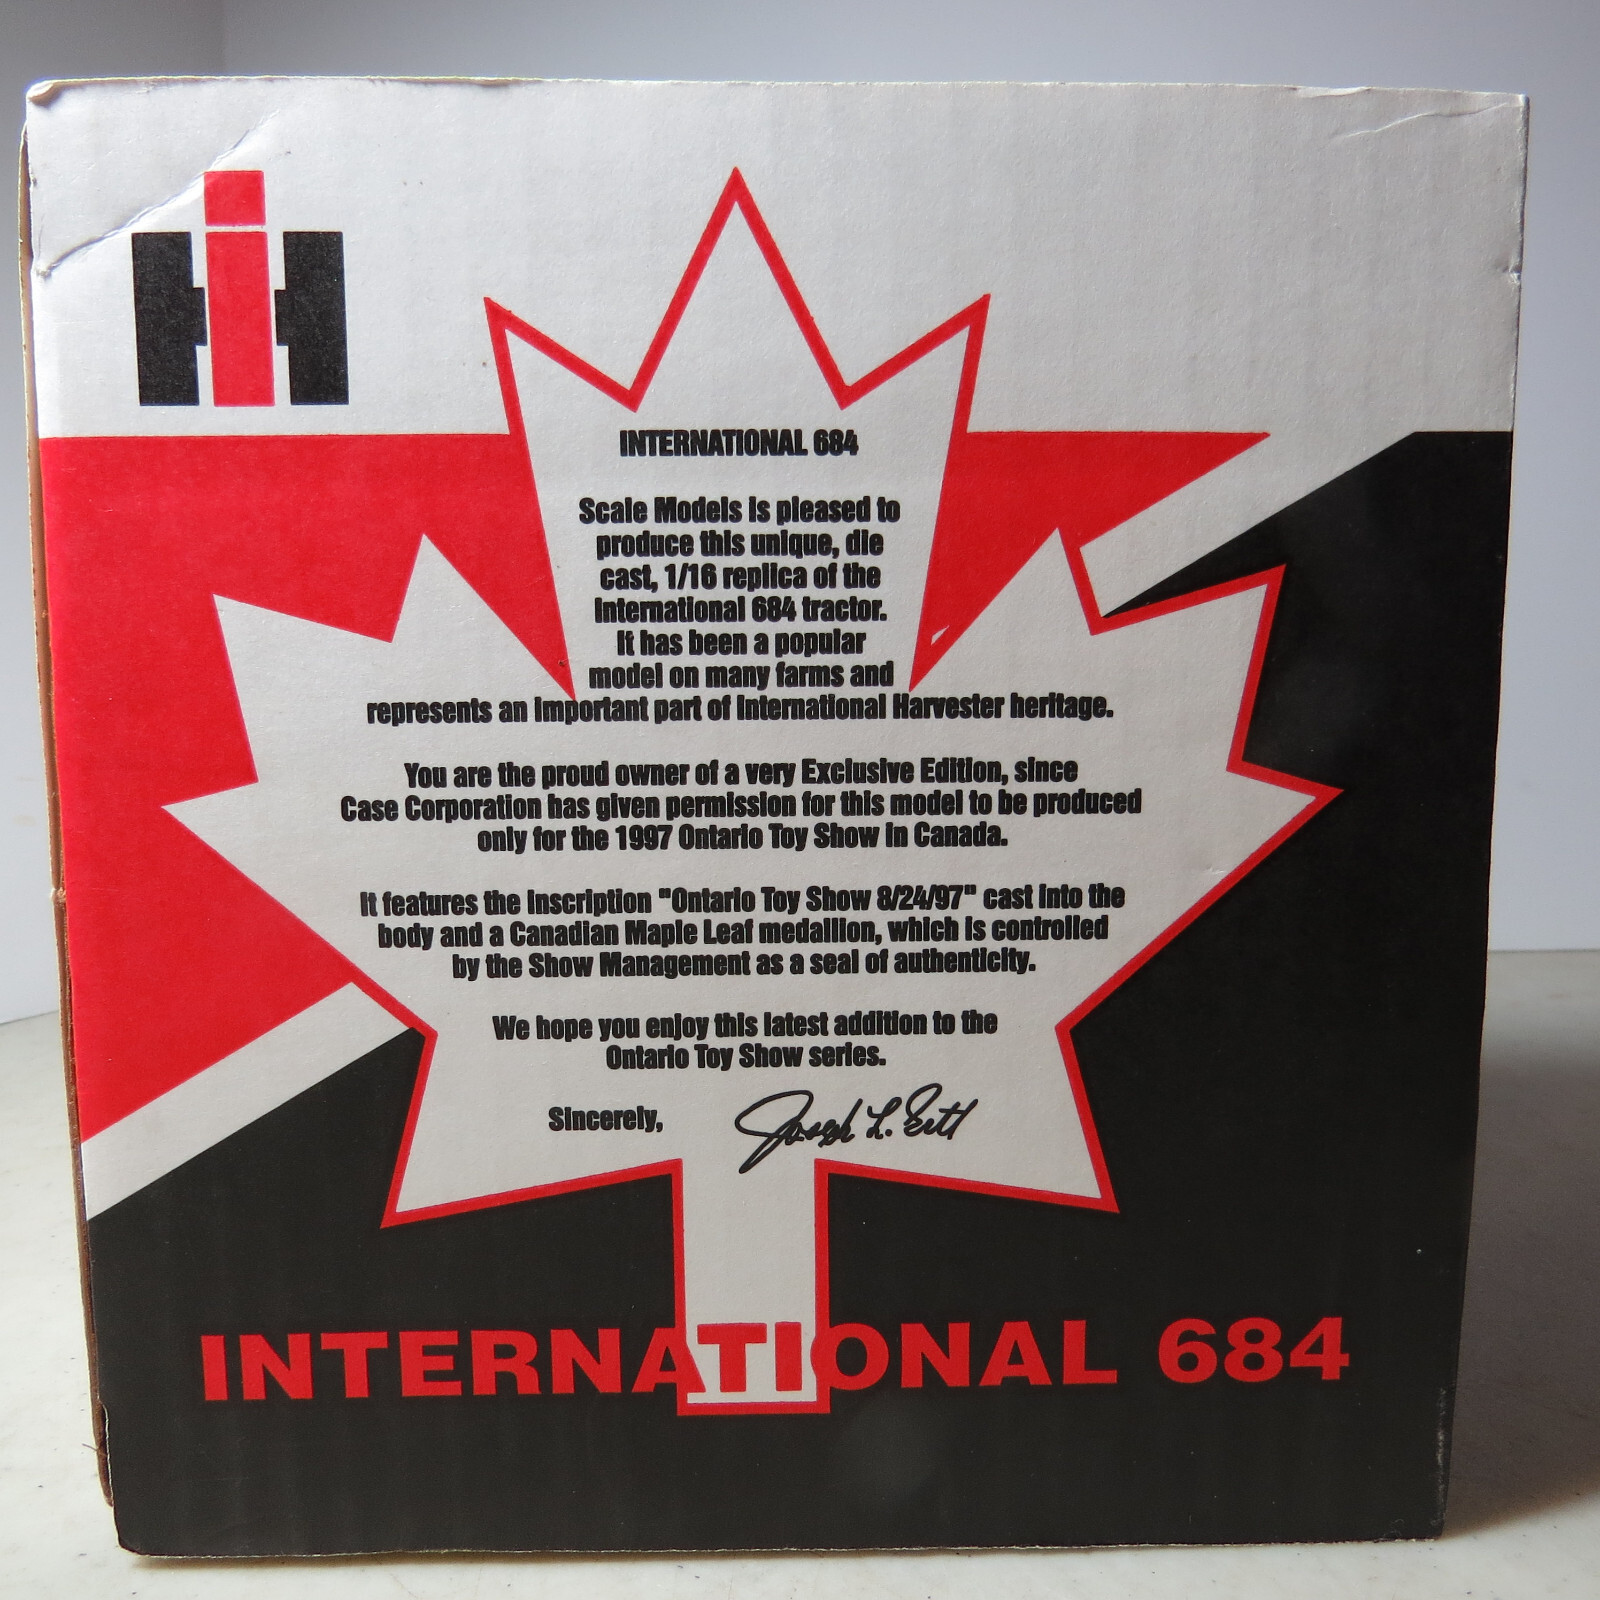 IH
INTERNATIONAL 684
Scale Models is pleased to
produce this unique, die
cast, 1/16 replica of the
International 684 tractor.
It has been a popular
model on many farms and
represents an important part of International Harvester heritage.
You are the proud owner of a very Exclusive Edition, since
Case Corporation has given permission for this model to be produced
only for the 1997 Ontario Toy Show in Canada.
It features the inscription "Ontario Toy Show 8/24/97" cast into the
body and a Canadian Maple Leaf medallion, which is controlled
by the Show Management as a seal of authenticity.
We hope you enjoy this latest addition to the
Ontario Toy Show series.
Sincerely, Joseph L. Ertl
INTERNATIONAL 684